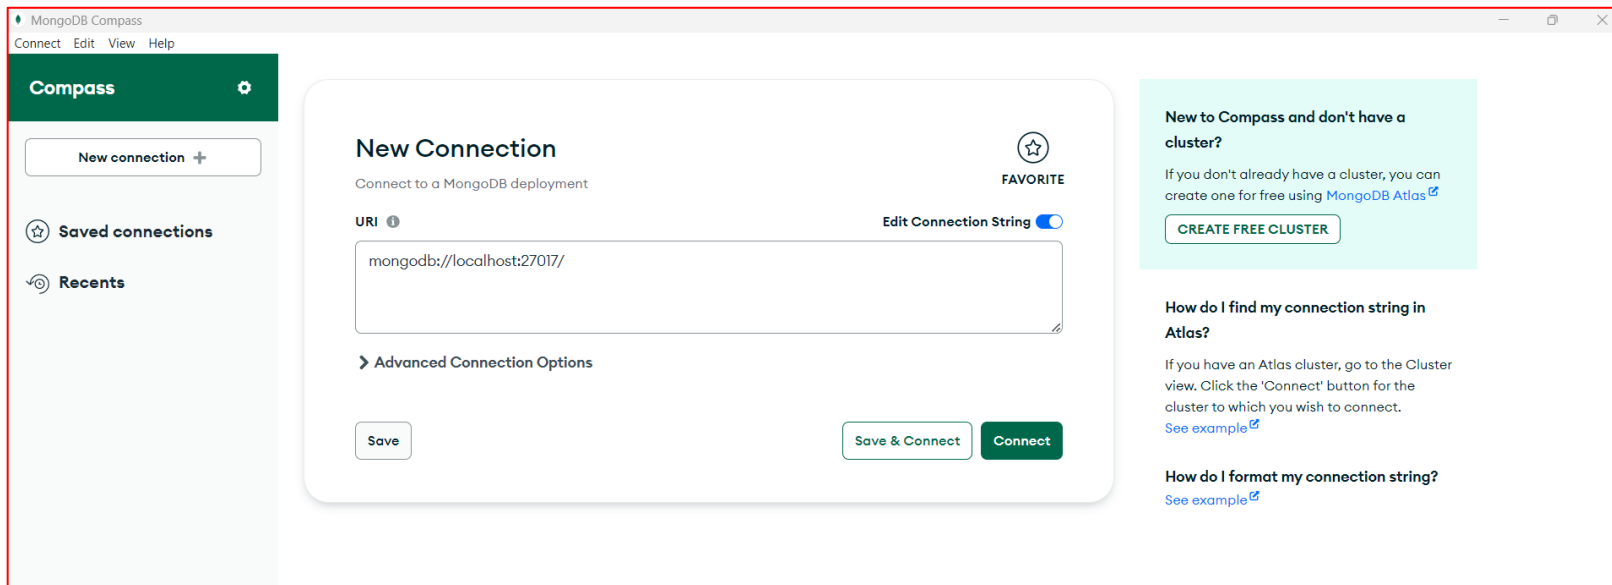 MongoDB Compass
Connect Edit View Help
Compass
New connection
Saved connections
Recents
New Connection
Connect to a MongoDB deployment
FAVORITE
URI
Edit Connection String
mongodb://localhost:27017/
Advanced Connection Options
Save
Save & Connect
Connect
New to Compass and don't have a
cluster?
If you don't already have a cluster, you can
create one for free using MongoDB Atlas
CREATE FREE CLUSTER
How do I find my connection string in
Atlas?
If you have an Atlas cluster, go to the Cluster
view. Click the 'Connect' button for the
cluster to which you wish to connect.
See example
How do I format my connection string?
See example